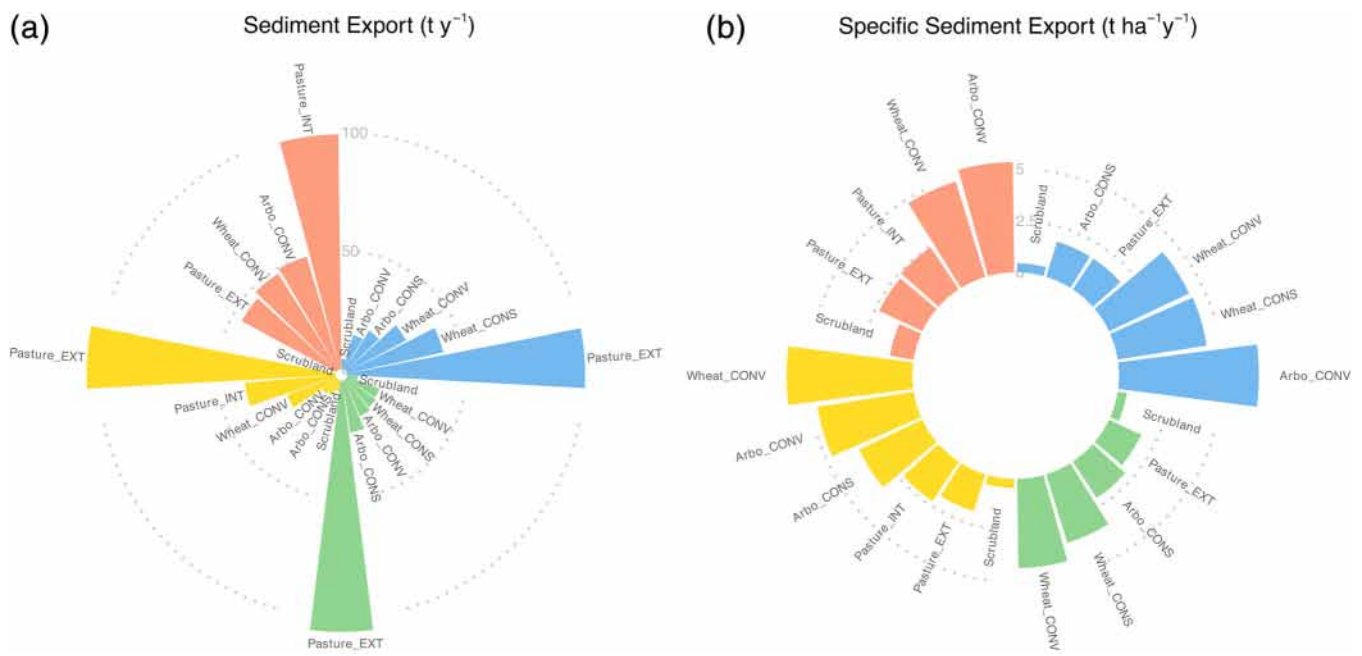 (a)
Sediment Export (t y⁻¹)
Pasture_INT
100
Arbo_CONV
50
Wheat_CONV
Pasture_EXT
Scrubland
Scrubland
Arbo_CONV
Arbo_CONS
Wheat_CONV
Wheat_CONS
Pasture_EXT
Pasture_EXT
Pasture_INT
Wheat_CONV
Arbo_CONV
Arbo_CONS
Scrubland
Scrubland
Wheat_CONV
Wheat_CONS
Arbo_CONV
Arbo_CONS
Pasture_EXT
(b)
Specific Sediment Export (t ha⁻¹y⁻¹)
Arbo_CONV
Wheat_CONV
Pasture_INT
Pasture_EXT
Scrubland
5
2.5
0
Scrubland
Arbo_CONS
Pasture_EXT
Wheat_CONV
Wheat_CONS
Arbo_CONV
Wheat_CONV
Arbo_CONV
Arbo_CONS
Pasture_INT
Pasture_EXT
Scrubland
Scrubland
Pasture_EXT
Arbo_CONS
Wheat_CONS
Wheat_CONV